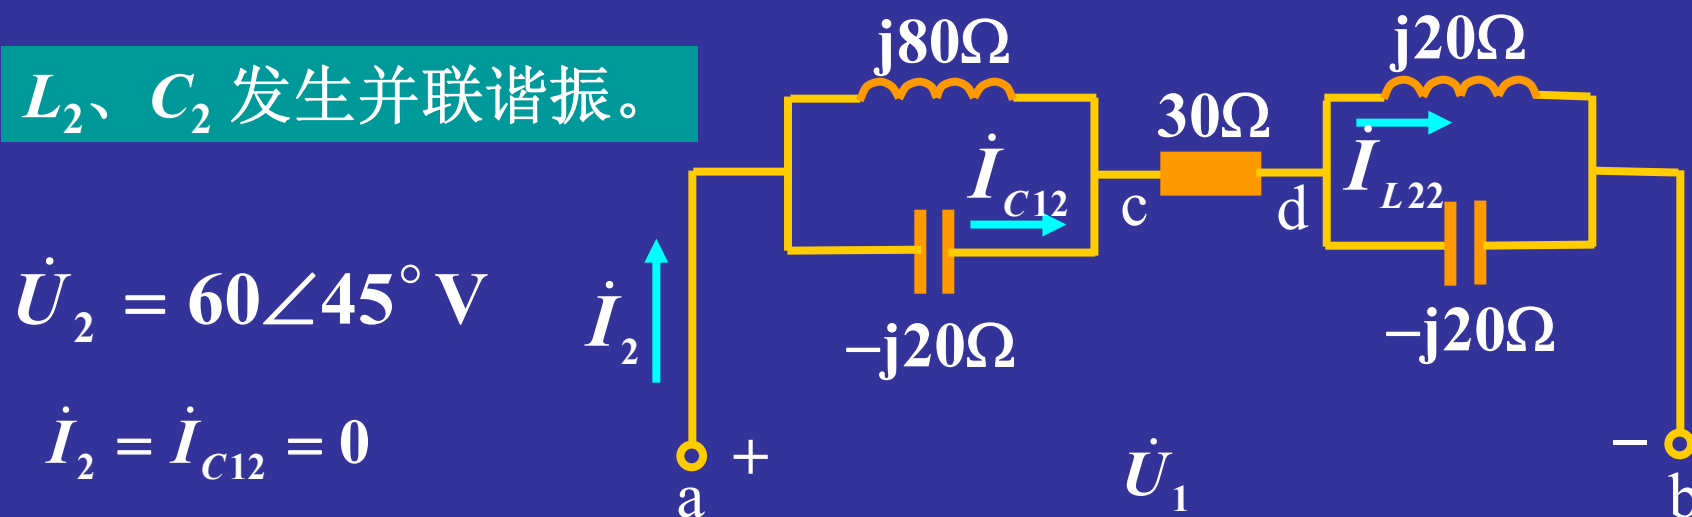 L₂、C₂ 发生并联谐振。
j80Ω
j20Ω
30Ω
İ_C12
İ_L22
c
d
U̇₂ = 60∠45° V
İ₂
−j20Ω
−j20Ω
İ₂ = İ_C12 = 0
+
U̇₁
−
a
b